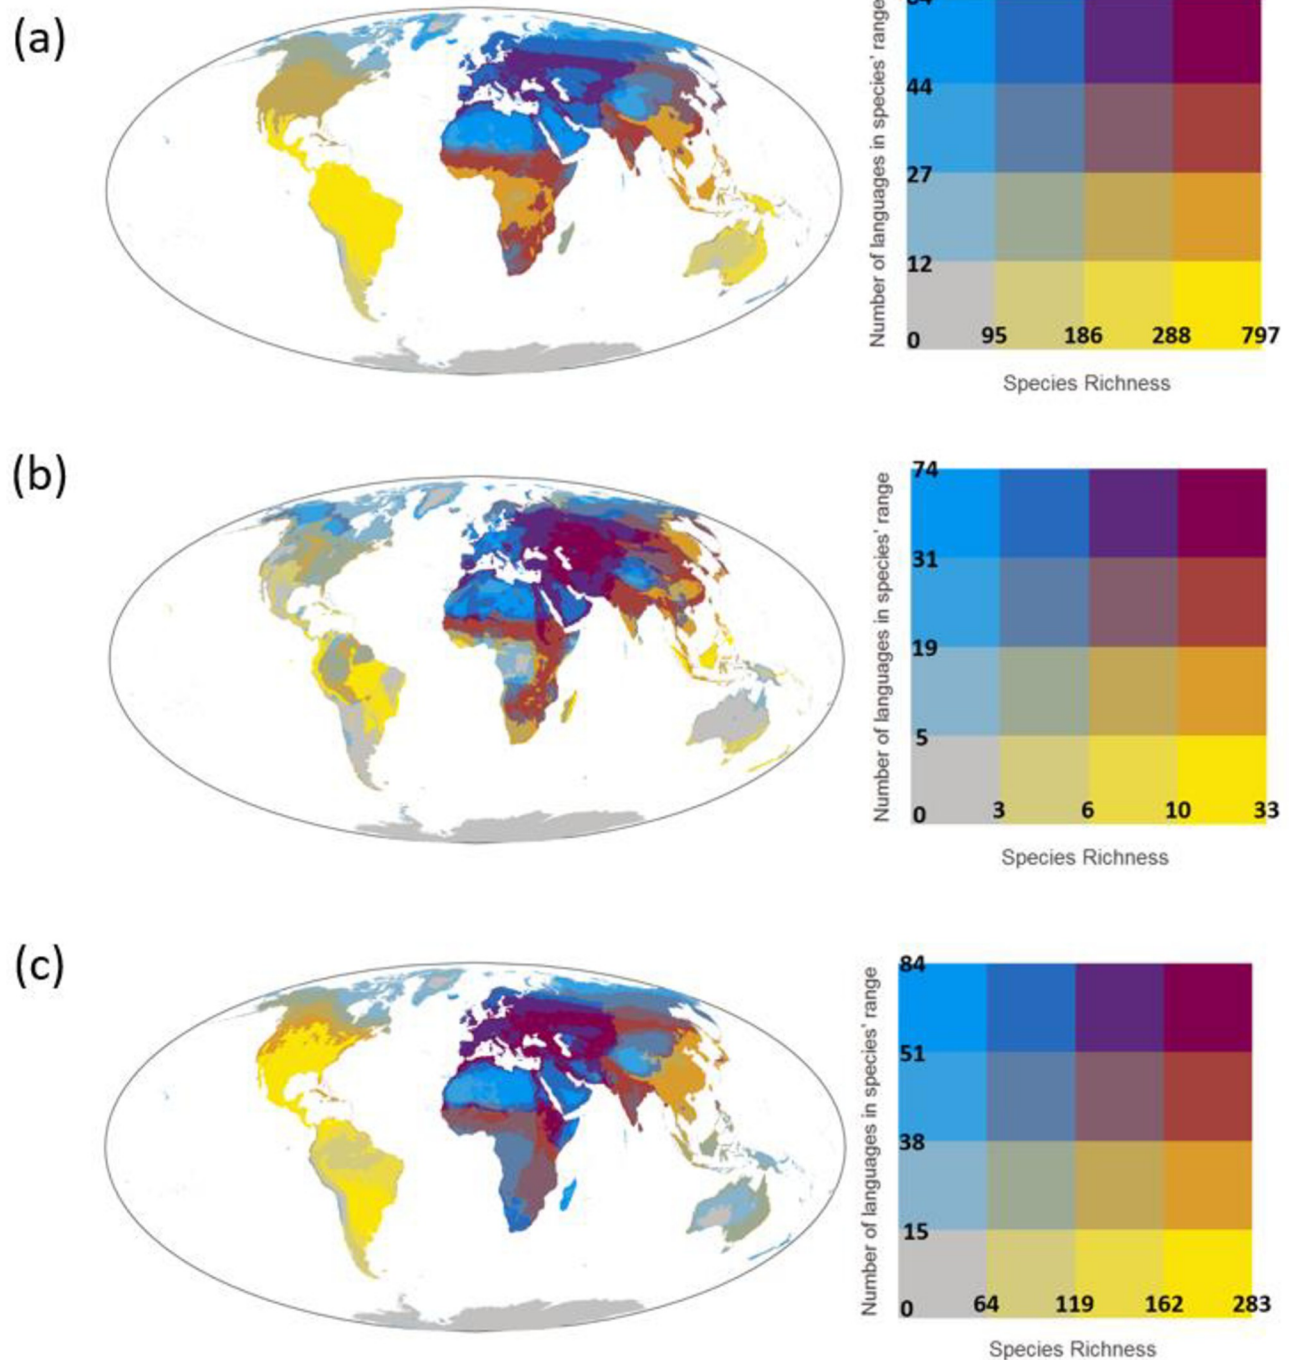 (a)
Number of languages in species' range
44
27
12
0
95
186
288
797
Species Richness
(b)
Number of languages in species' range
74
31
19
5
0
3
6
10
33
Species Richness
(c)
Number of languages in species' range
84
51
38
15
0
64
119
162
283
Species Richness